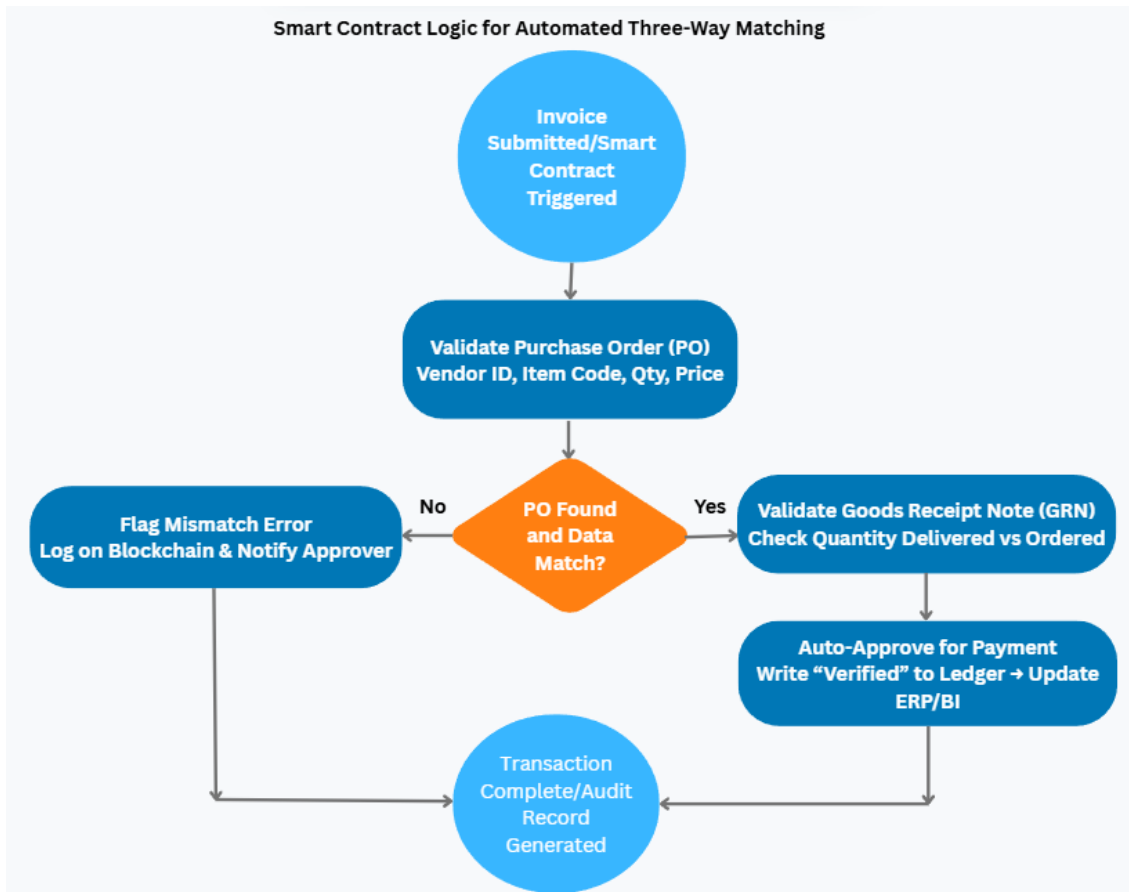 Smart Contract Logic for Automated Three-Way Matching
Invoice
Submitted/Smart
Contract
Triggered
Validate Purchase Order (PO)
Vendor ID, Item Code, Qty, Price
PO Found
and Data
Match?
No
Flag Mismatch Error
Log on Blockchain & Notify Approver
Yes
Validate Goods Receipt Note (GRN)
Check Quantity Delivered vs Ordered
Auto-Approve for Payment
Write “Verified” to Ledger → Update
ERP/BI
Transaction
Complete/Audit
Record
Generated